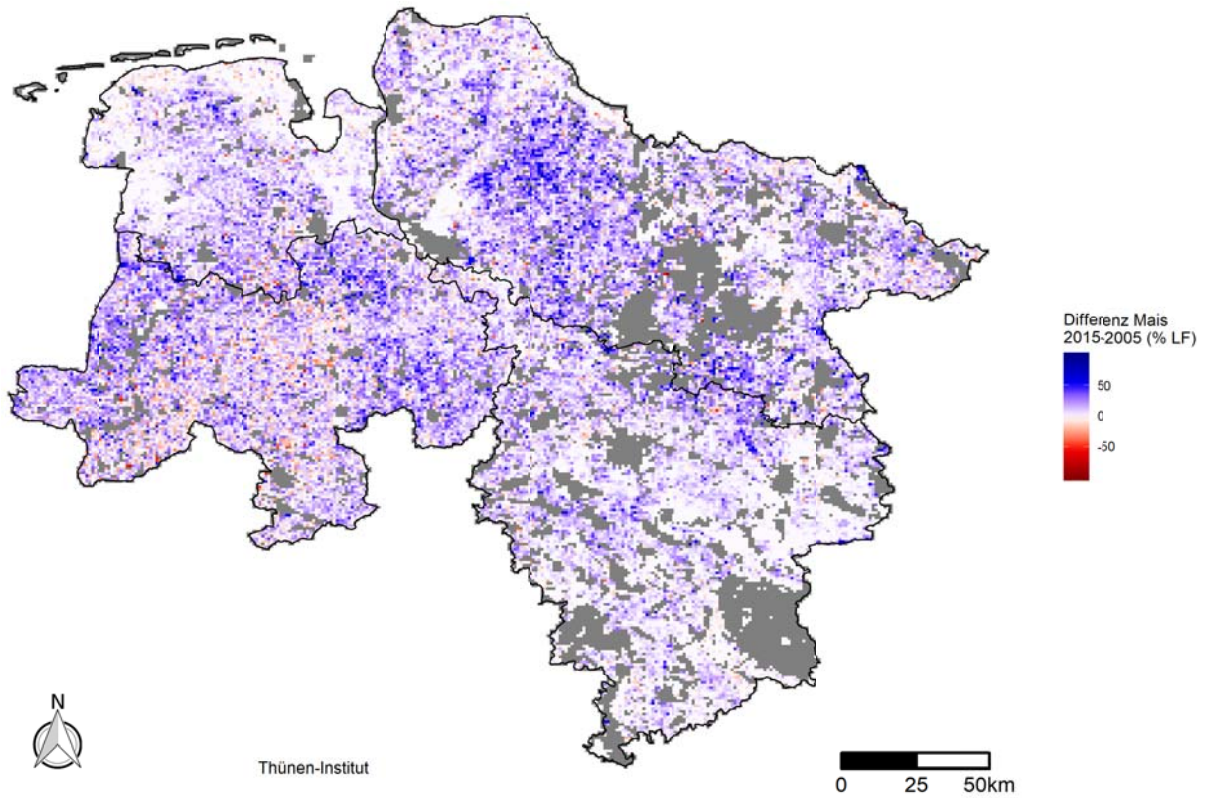 Differenz Mais
2015-2005 (% LF)
50
0
-50
N
Thünen-Institut
0 25 50km